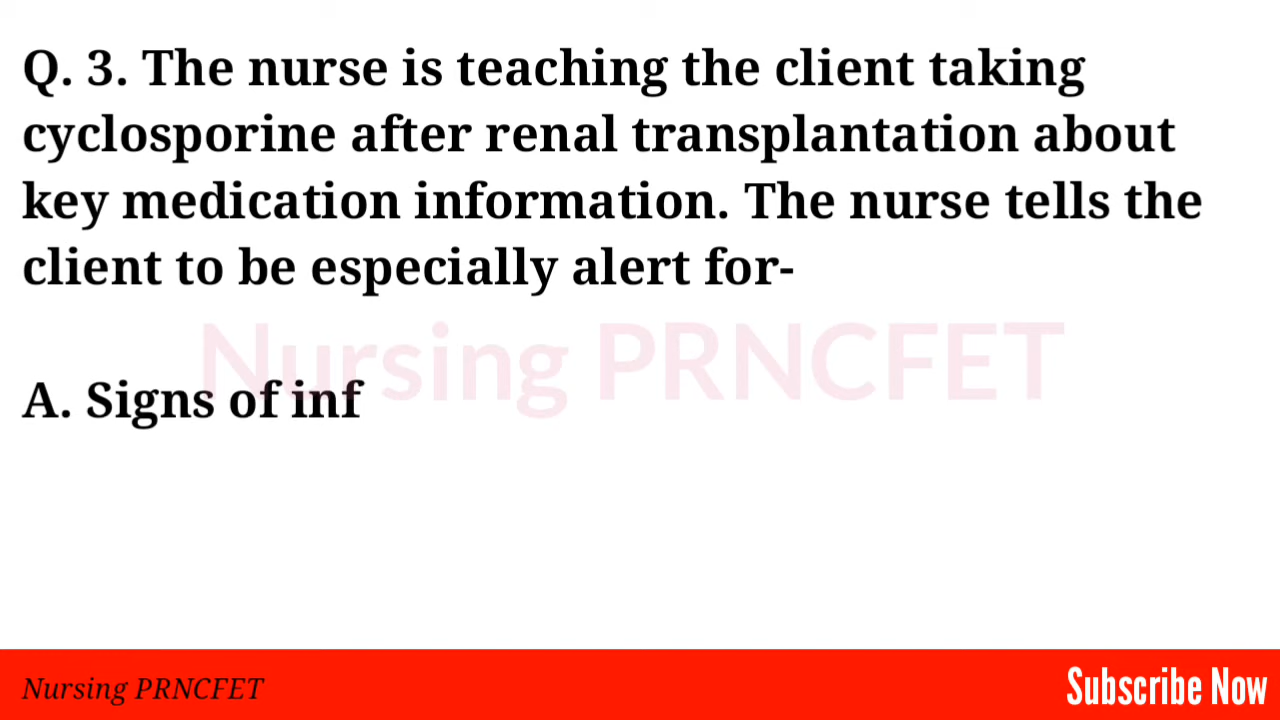 Q. 3. The nurse is teaching the client taking
cyclosporine after renal transplantation about
key medication information. The nurse tells the
client to be especially alert for-
Nursing PRNCFET
A. Signs of inf
Nursing PRNCFET
Subscribe Now